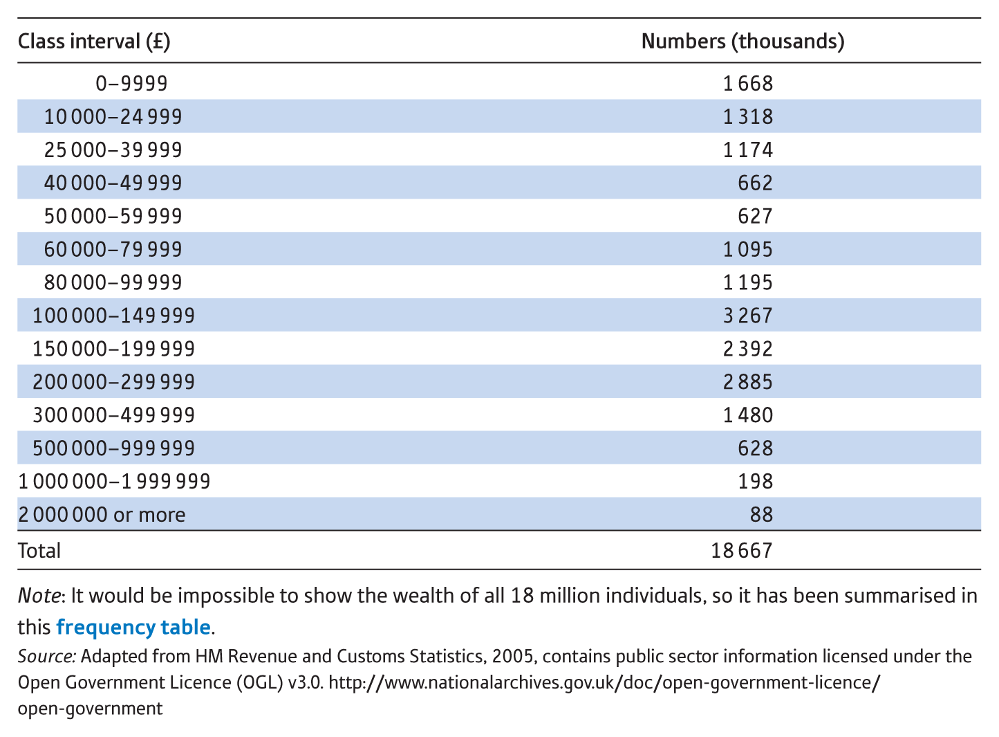 Class interval (£) Numbers (thousands)
0–9999 1 668
10 000–24 999 1 318
25 000–39 999 1 174
40 000–49 999 662
50 000–59 999 627
60 000–79 999 1 095
80 000–99 999 1 195
100 000–149 999 3 267
150 000–199 999 2 392
200 000–299 999 2 885
300 000–499 999 1 480
500 000–999 999 628
1 000 000–1 999 999 198
2 000 000 or more 88
Total 18 667
Note: It would be impossible to show the wealth of all 18 million individuals, so it has been summarised in
this frequency table.
Source: Adapted from HM Revenue and Customs Statistics, 2005, contains public sector information licensed under the
Open Government Licence (OGL) v3.0. http://www.nationalarchives.gov.uk/doc/open-government-licence/
open-government